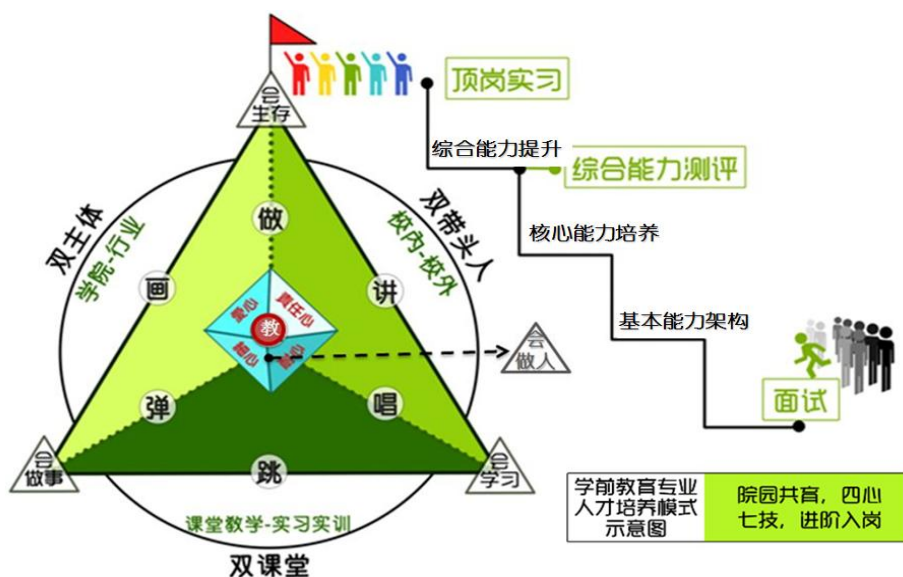 会
生存
顶岗实习
综合能力提升
综合能力测评
双主体
学院-行业
做
双带头人
校内-校外
核心能力培养
画
讲
爱心
責任心
教
細心
基本能力架构
会
做人
弹
唱
面试
会
做事
跳
会
学习
课堂教学-实习实训
双课堂
学前教育专业
人才培养模式
示意图
院园共育，四心
七技，进阶入岗